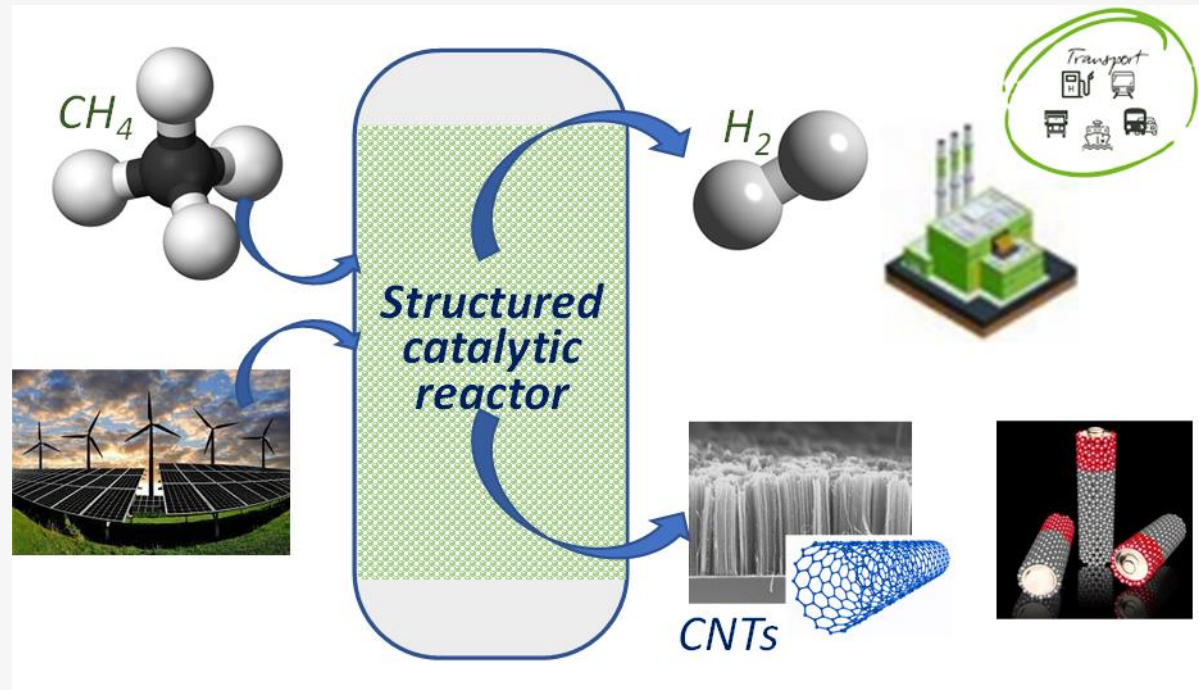 CH4
Structured
catalytic
reactor
H2
Transport
H
CNTs